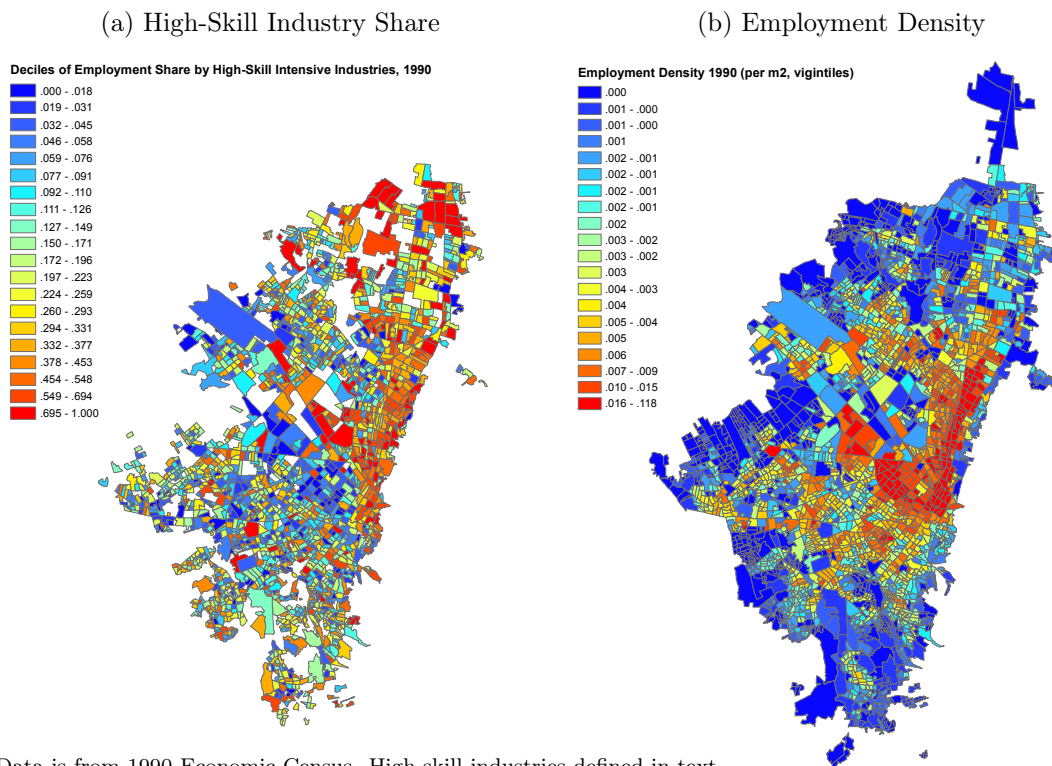 (a) High-Skill Industry Share
(b) Employment Density
Deciles of Employment Share by High-Skill Intensive Industries, 1990
.000 - .018
.019 - .031
.032 - .045
.046 - .058
.059 - .076
.077 - .091
.092 - .110
.111 - .126
.127 - .149
.150 - .171
.172 - .196
.197 - .223
.224 - .259
.260 - .293
.294 - .331
.332 - .377
.378 - .453
.454 - .548
.549 - .694
.695 - 1.000
Employment Density 1990 (per m2, vigintiles)
.000
.001 - .000
.001 - .000
.001
.002 - .001
.002 - .001
.002 - .001
.002 - .001
.002
.003 - .002
.003 - .002
.003
.004 - .003
.004
.005 - .004
.005
.006
.007 - .009
.010 - .015
.016 - .118
Data is from 1990 Economic Census. High skill industries defined in text